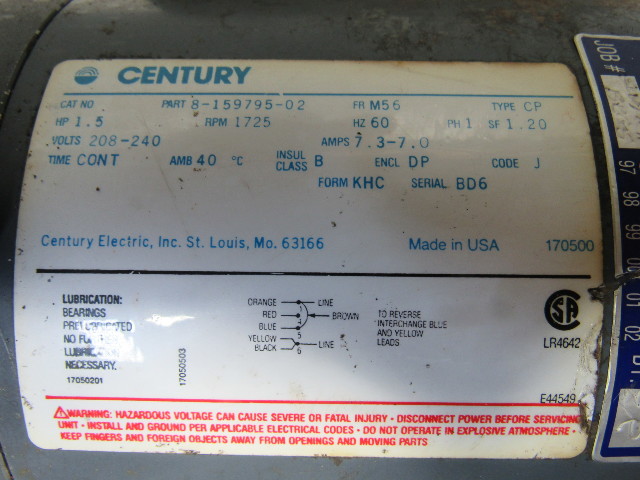 CENTURY
CAT NO PART 8-159795-02 FR M56 TYPE CP
HP 1.5 RPM 1725 HZ 60 PH 1 SF 1.20
VOLTS 208-240 AMPS 7.3-7.0
TIME CONT AMB 40 °C INSUL CLASS B ENCL DP CODE J
FORM KHC SERIAL BD6
Century Electric, Inc. St. Louis, Mo. 63166 Made in USA 170500
LUBRICATION:
BEARINGS
NO
NECESSARY.
17050201
17050503
ORANGE LINE
RED
BROWN
BLUE
YELLOW
LINE
BLACK
TO REVERSE
INTERCHANGE BLUE
AND YELLOW
LEADS
SA
LR4642
E44549
WARNING: HAZARDOUS VOLTAGE CAN CAUSE SEVERE OR FATAL INJURY · DISCONNECT POWER BEFORE SERVICING
UNIT · INSTALL AND GROUND PER APPLICABLE ELECTRICAL CODES · DO NOT OPERATE IN EXPLOSIVE ATMOSPHERE ·
KEEP FINGERS AND FOREIGN OBJECTS AWAY FROM OPENINGS AND MOVING PARTS
JOB #
97 98 99 00 01 02